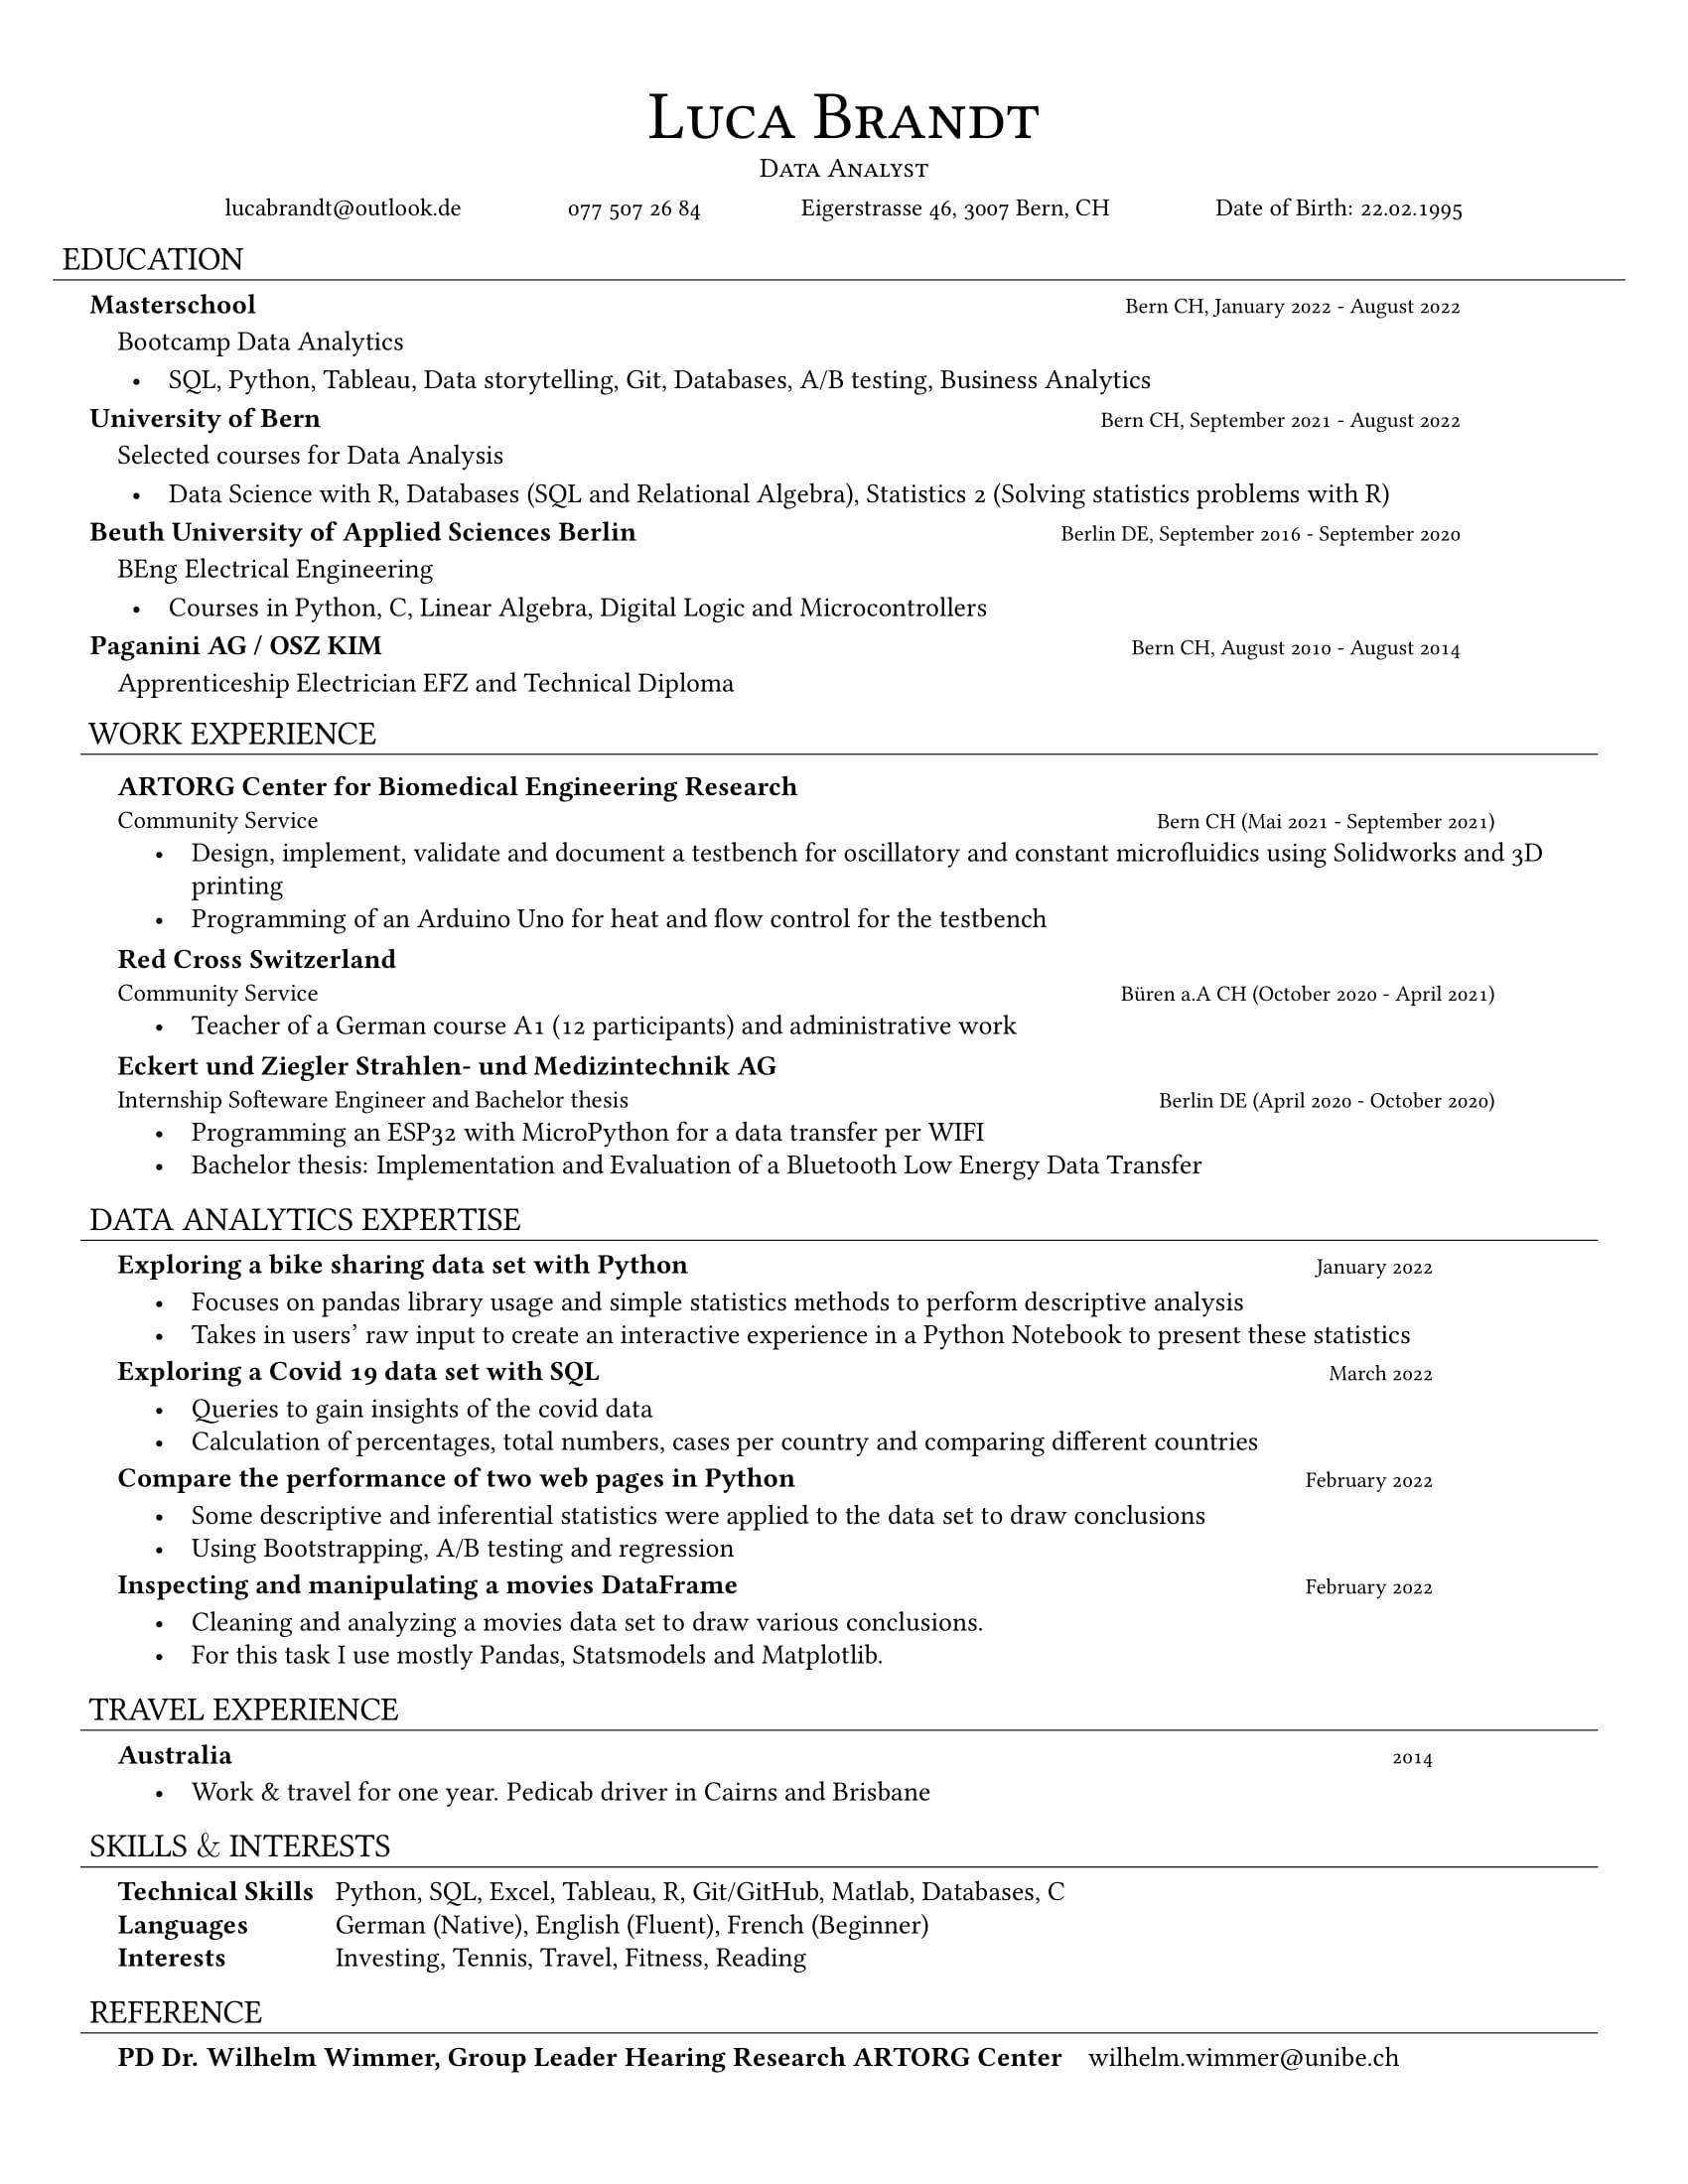 Luca Brandt
Data Analyst
lucabrandt@outlook.de 077 507 26 84 Eigerstrasse 46, 3007 Bern, CH Date of Birth: 22.02.1995
EDUCATION
Masterschool Bern CH, January 2022 - August 2022
Bootcamp Data Analytics
• SQL, Python, Tableau, Data storytelling, Git, Databases, A/B testing, Business Analytics
University of Bern Bern CH, September 2021 - August 2022
Selected courses for Data Analysis
• Data Science with R, Databases (SQL and Relational Algebra), Statistics 2 (Solving statistics problems with R)
Beuth University of Applied Sciences Berlin Berlin DE, September 2016 - September 2020
BEng Electrical Engineering
• Courses in Python, C, Linear Algebra, Digital Logic and Microcontrollers
Paganini AG / OSZ KIM Bern CH, August 2010 - August 2014
Apprenticeship Electrician EFZ and Technical Diploma
WORK EXPERIENCE
ARTORG Center for Biomedical Engineering Research
Community Service Bern CH (Mai 2021 - September 2021)
• Design, implement, validate and document a testbench for oscillatory and constant microfluidics using Solidworks and 3D
printing
• Programming of an Arduino Uno for heat and flow control for the testbench
Red Cross Switzerland
Community Service Büren a.A CH (October 2020 - April 2021)
• Teacher of a German course A1 (12 participants) and administrative work
Eckert und Ziegler Strahlen- und Medizintechnik AG
Internship Softeware Engineer and Bachelor thesis Berlin DE (April 2020 - October 2020)
• Programming an ESP32 with MicroPython for a data transfer per WIFI
• Bachelor thesis: Implementation and Evaluation of a Bluetooth Low Energy Data Transfer
DATA ANALYTICS EXPERTISE
Exploring a bike sharing data set with Python January 2022
• Focuses on pandas library usage and simple statistics methods to perform descriptive analysis
• Takes in users’ raw input to create an interactive experience in a Python Notebook to present these statistics
Exploring a Covid 19 data set with SQL March 2022
• Queries to gain insights of the covid data
• Calculation of percentages, total numbers, cases per country and comparing different countries
Compare the performance of two web pages in Python February 2022
• Some descriptive and inferential statistics were applied to the data set to draw conclusions
• Using Bootstrapping, A/B testing and regression
Inspecting and manipulating a movies DataFrame February 2022
• Cleaning and analyzing a movies data set to draw various conclusions.
• For this task I use mostly Pandas, Statsmodels and Matplotlib.
TRAVEL EXPERIENCE
Australia 2014
• Work & travel for one year. Pedicab driver in Cairns and Brisbane
SKILLS & INTERESTS
Technical Skills Python, SQL, Excel, Tableau, R, Git/GitHub, Matlab, Databases, C
Languages German (Native), English (Fluent), French (Beginner)
Interests Investing, Tennis, Travel, Fitness, Reading
REFERENCE
PD Dr. Wilhelm Wimmer, Group Leader Hearing Research ARTORG Center wilhelm.wimmer@unibe.ch